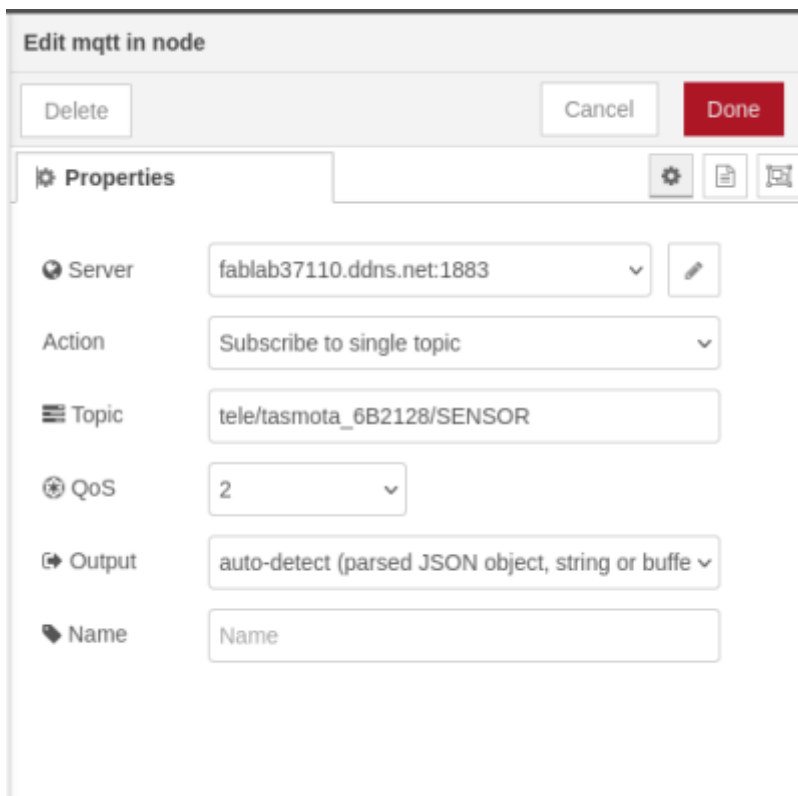 Edit mqtt in node
Delete
Cancel
Done
Properties
Server
fablab37110.ddns.net:1883
Action
Subscribe to single topic
Topic
tele/tasmota_6B2128/SENSOR
QoS
2
Output
auto-detect (parsed JSON object, string or buffe
Name
Name